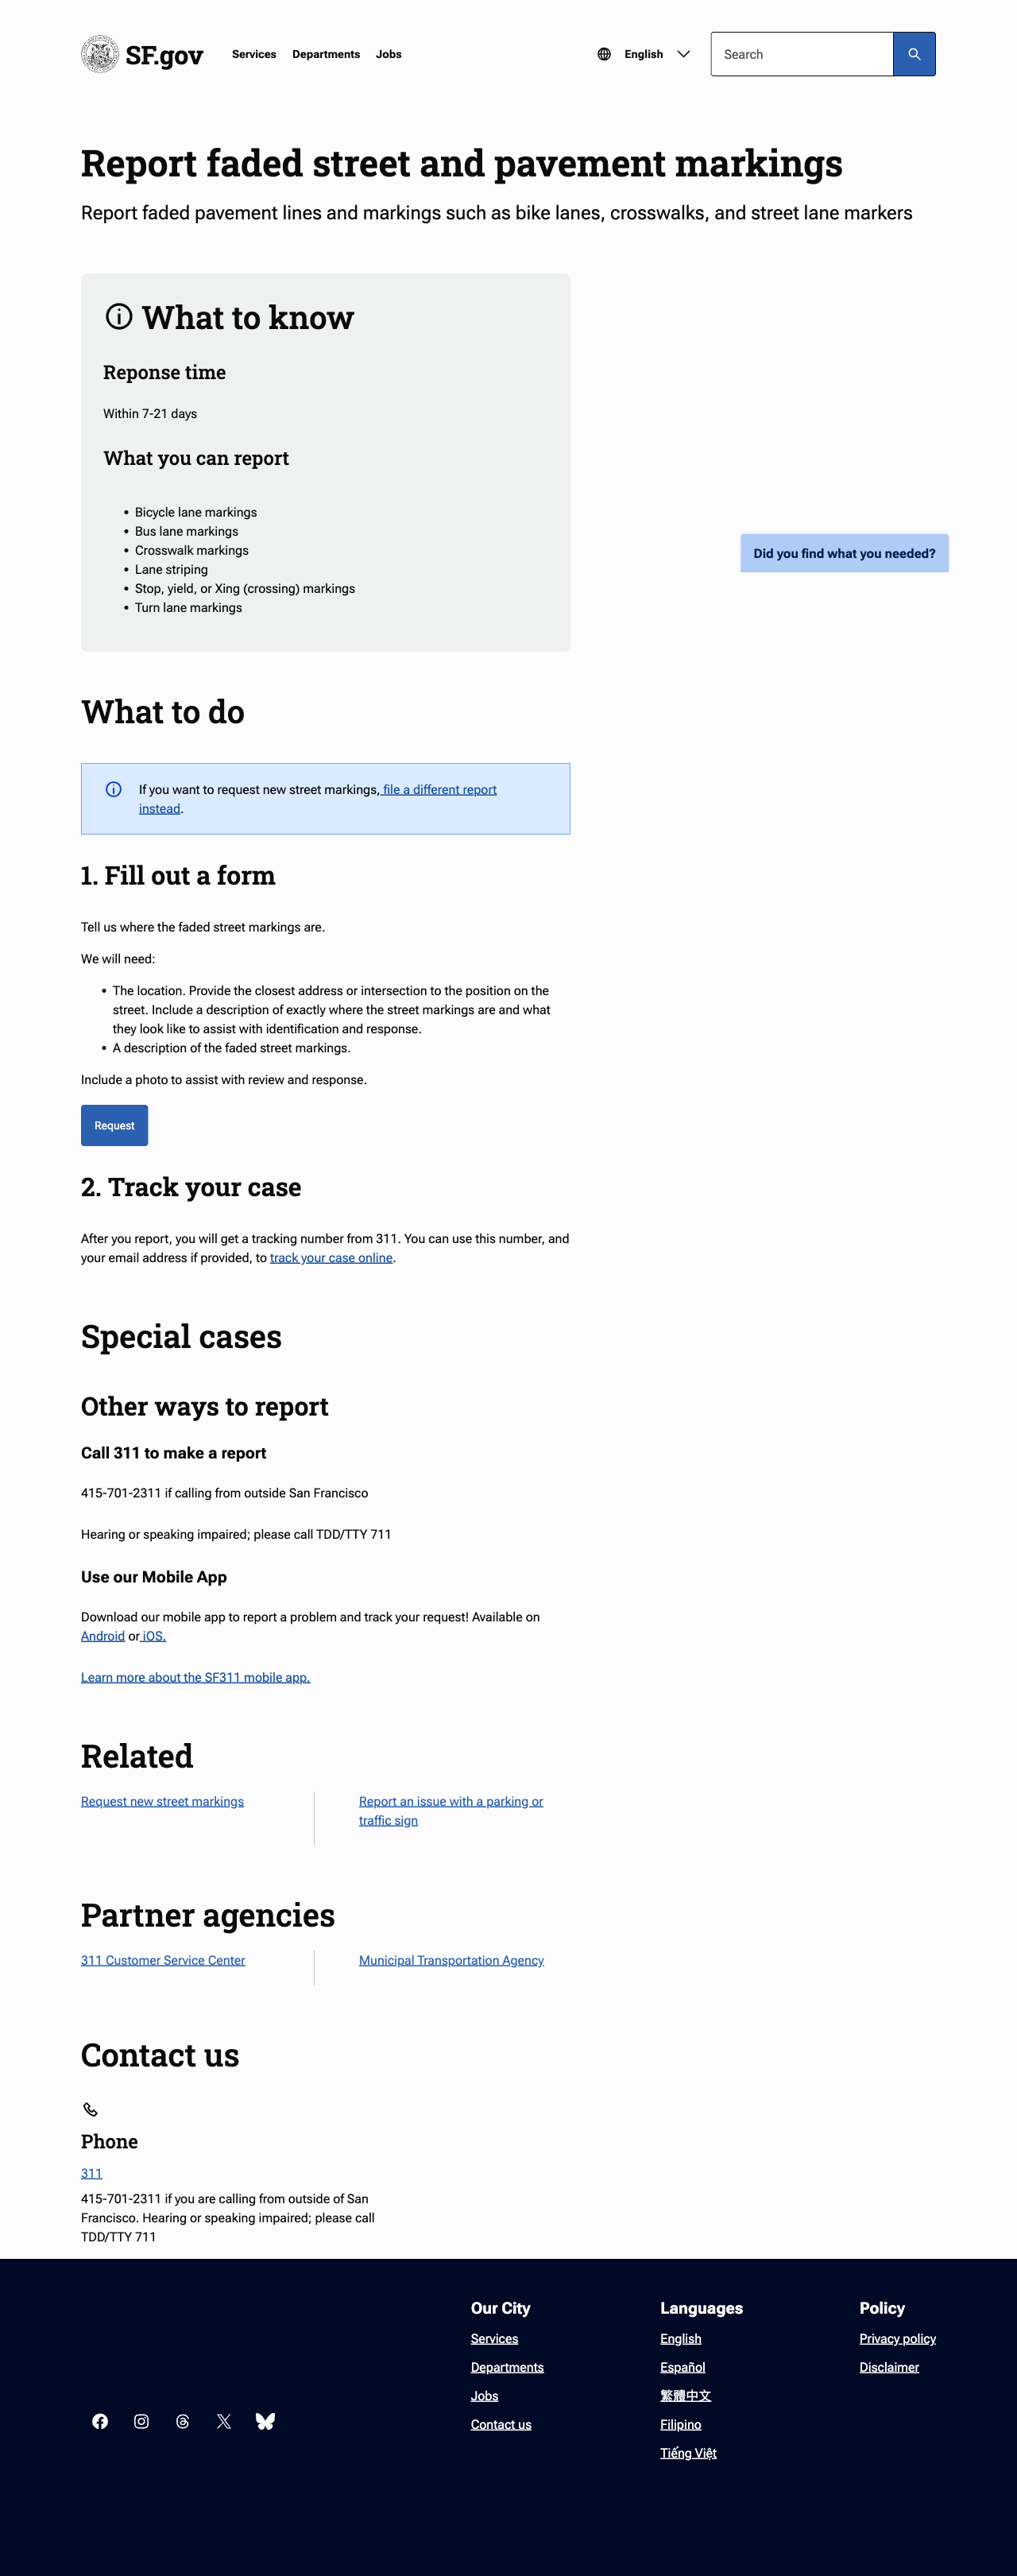 SF.gov
Services Departments Jobs
English
Search
Report faded street and pavement markings
Report faded pavement lines and markings such as bike lanes, crosswalks, and street lane markers
What to know
Reponse time
Within 7-21 days
What you can report
• Bicycle lane markings
• Bus lane markings
• Crosswalk markings
• Lane striping
• Stop, yield, or Xing (crossing) markings
• Turn lane markings
Did you find what you needed?
What to do
If you want to request new street markings, file a different report
instead.
1. Fill out a form
Tell us where the faded street markings are.
We will need:
• The location. Provide the closest address or intersection to the position on the
street. Include a description of exactly where the street markings are and what
they look like to assist with identification and response.
• A description of the faded street markings.
Include a photo to assist with review and response.
Request
2. Track your case
After you report, you will get a tracking number from 311. You can use this number, and
your email address if provided, to track your case online.
Special cases
Other ways to report
Call 311 to make a report
415-701-2311 if calling from outside San Francisco
Hearing or speaking impaired; please call TDD/TTY 711
Use our Mobile App
Download our mobile app to report a problem and track your request! Available on
Android or iOS.
Learn more about the SF311 mobile app.
Related
Request new street markings
Report an issue with a parking or
traffic sign
Partner agencies
311 Customer Service Center
Municipal Transportation Agency
Contact us
Phone
311
415-701-2311 if you are calling from outside of San
Francisco. Hearing or speaking impaired; please call
TDD/TTY 711
Our City
Services
Departments
Jobs
Contact us
Languages
English
Español
繁體中文
Filipino
Tiếng Việt
Policy
Privacy policy
Disclaimer